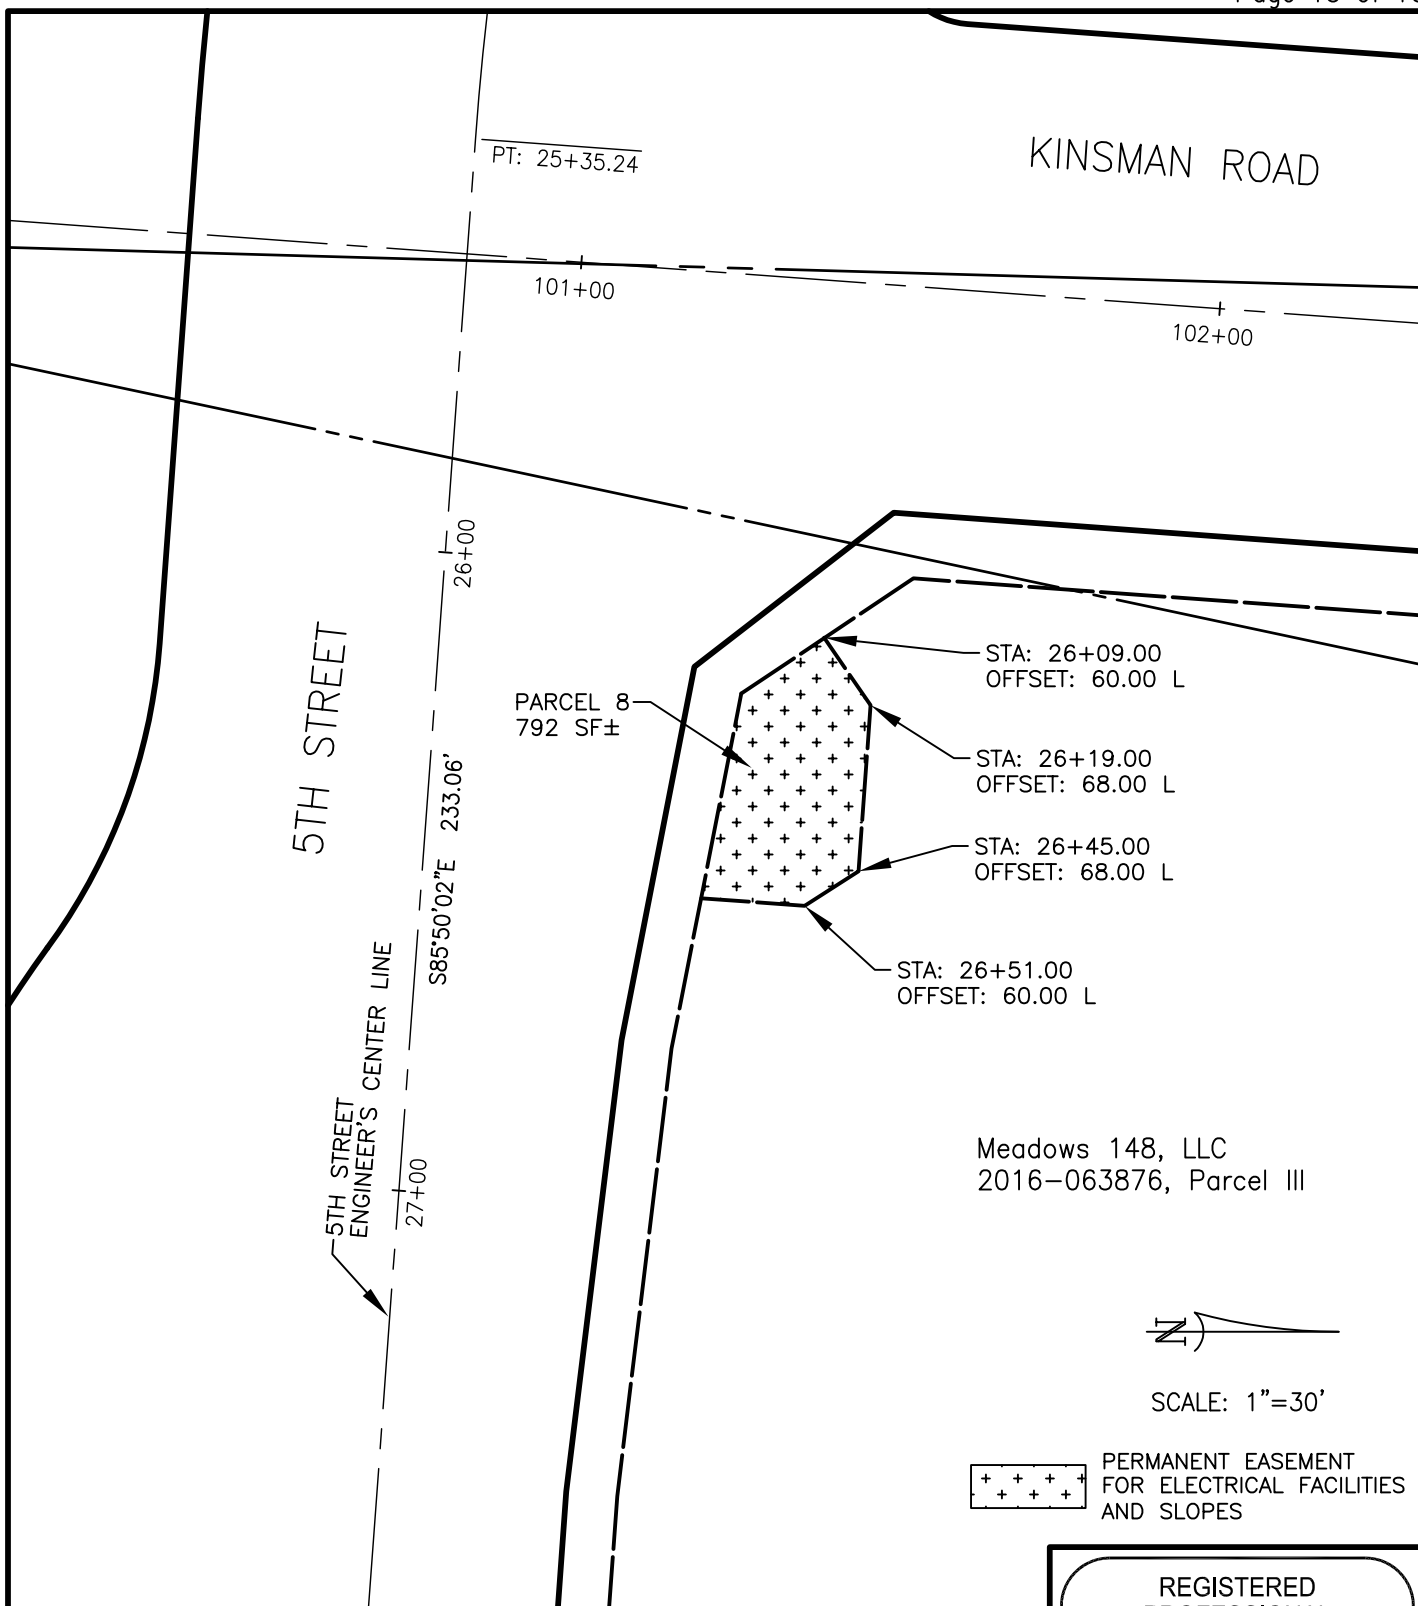 PT: 25+35.24
KINSMAN ROAD
101+00
102+00
26+00
5TH STREET
STA: 26+09.00
OFFSET: 60.00 L
PARCEL 8
792 SF±
STA: 26+19.00
OFFSET: 68.00 L
S85°50'02"E 233.06'
STA: 26+45.00
OFFSET: 68.00 L
STA: 26+51.00
OFFSET: 60.00 L
5TH STREET
ENGINEER'S CENTER LINE
27+00
Meadows 148, LLC
2016-063876, Parcel III
N
SCALE: 1"=30'
PERMANENT EASEMENT
FOR ELECTRICAL FACILITIES
AND SLOPES
REGISTERED